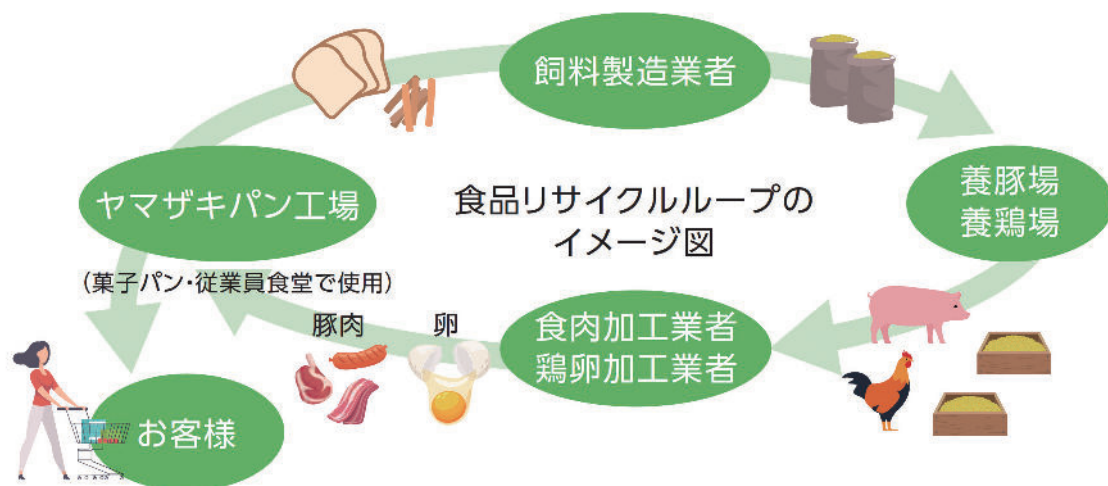 飼料製造業者
ヤマザキパン工場
食品リサイクルループの
イメージ図
養豚場
養鶏場
(菓子パン・従業員食堂で使用)
豚肉
卵
食肉加工業者
鶏卵加工業者
お客様